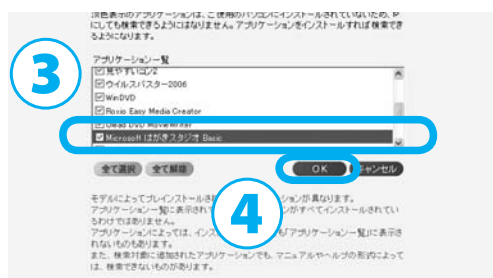 淡色表示のアプリケーションは、ご使用のパソコンにインストールされていないため、P
にしても検索できるようにはなりません。アプリケーションをインストールすれば検索でき
るようになります。
3
アプリケーション一覧
見やすいコン2
ウイルスバスター2006
WinDVD
Roxio Easy Media Creator
Ulead DVD MovieWriter
Microsoft はがきスタジオ Basic
全て選択 全て解除 OK キャンセル
4
モデルによってプレインストールさ ションが異なります。
アプリケーション一覧に表示されて ンがすべてインストールされてい
るわけではありません。
アプリケーションによっては、インス も「アプリケーション一覧」に表示さ
れないものもあります。
また、検索対象に追加されたアプリケーションでも、マニュアルやヘルプの形式によって
は、検索できないものがあります。